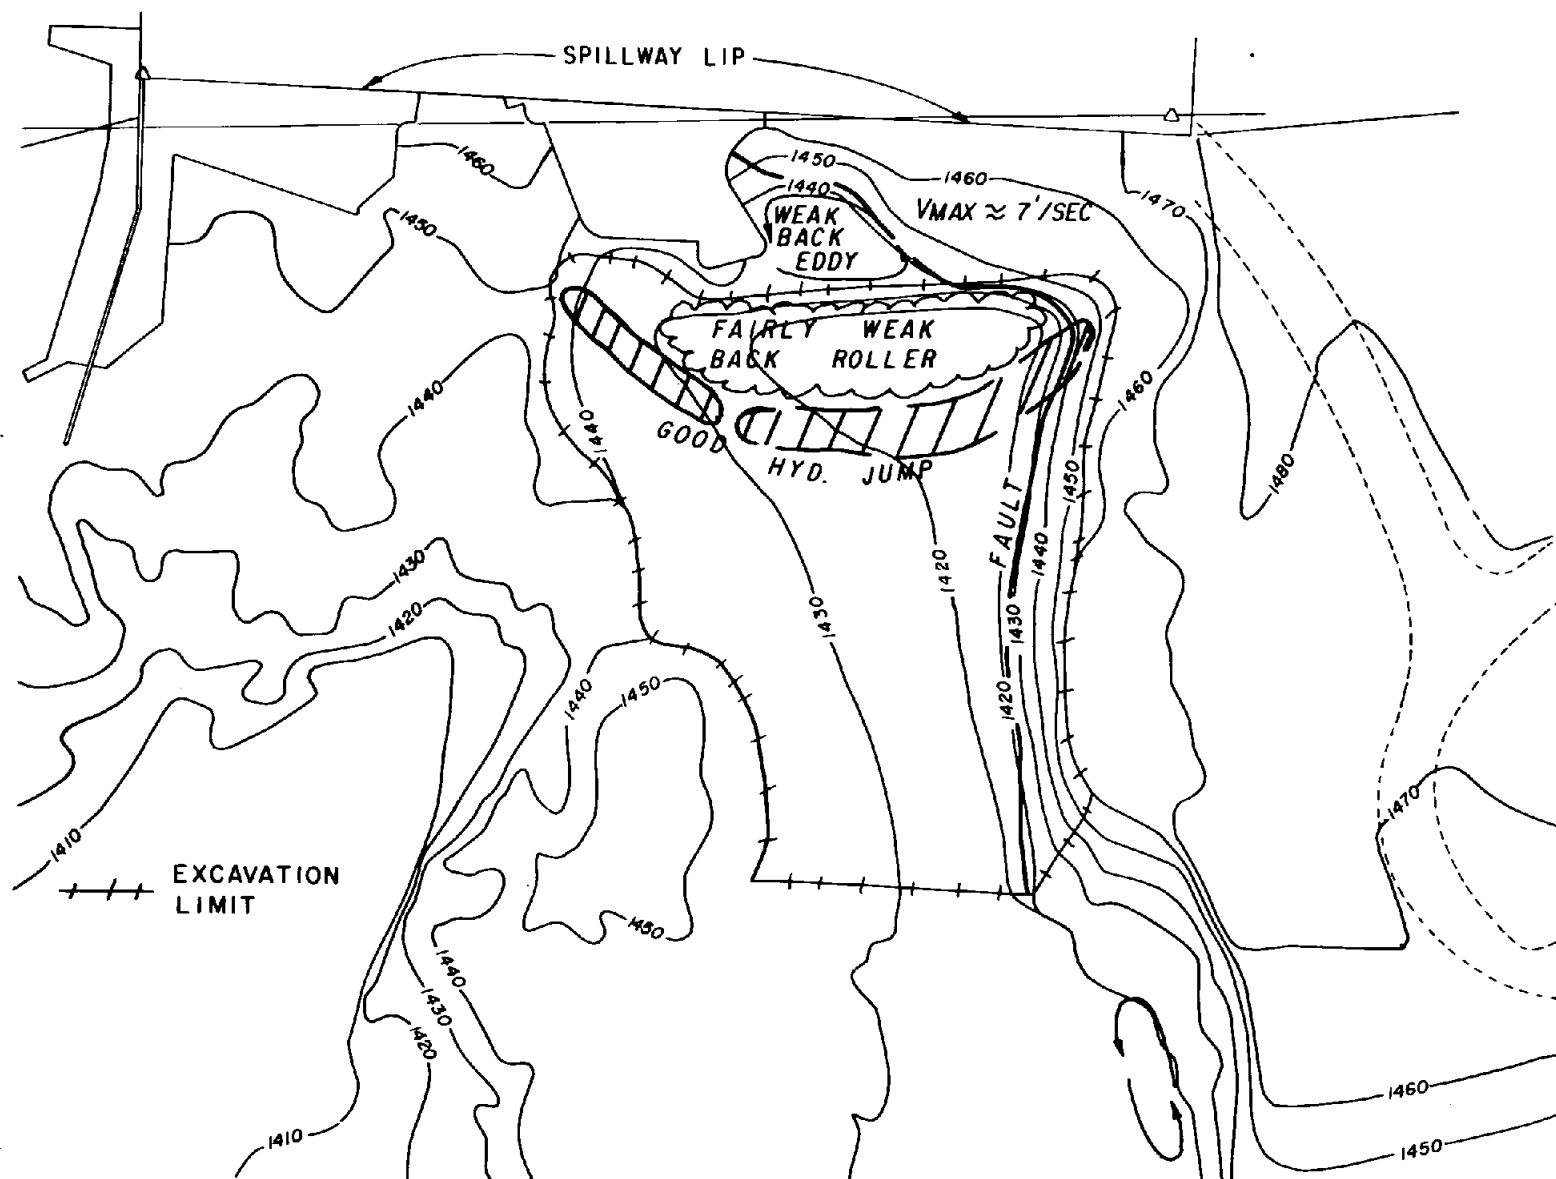 SPILLWAY LIP
1460
1450
1440
1460
1470
VMAX ≈ 7'/SEC
WEAK
BACK
EDDY
1450
FAIRLY WEAK
BACK ROLLER
1440
1460
1440
GOOD
HYD. JUMP
1450
1480
FAULT
1440
1420
1430
1430
1430
1420
1420
1440
1450
1470
1410
EXCAVATION
LIMIT
1450
1440
1430
1420
1410
1460
1450